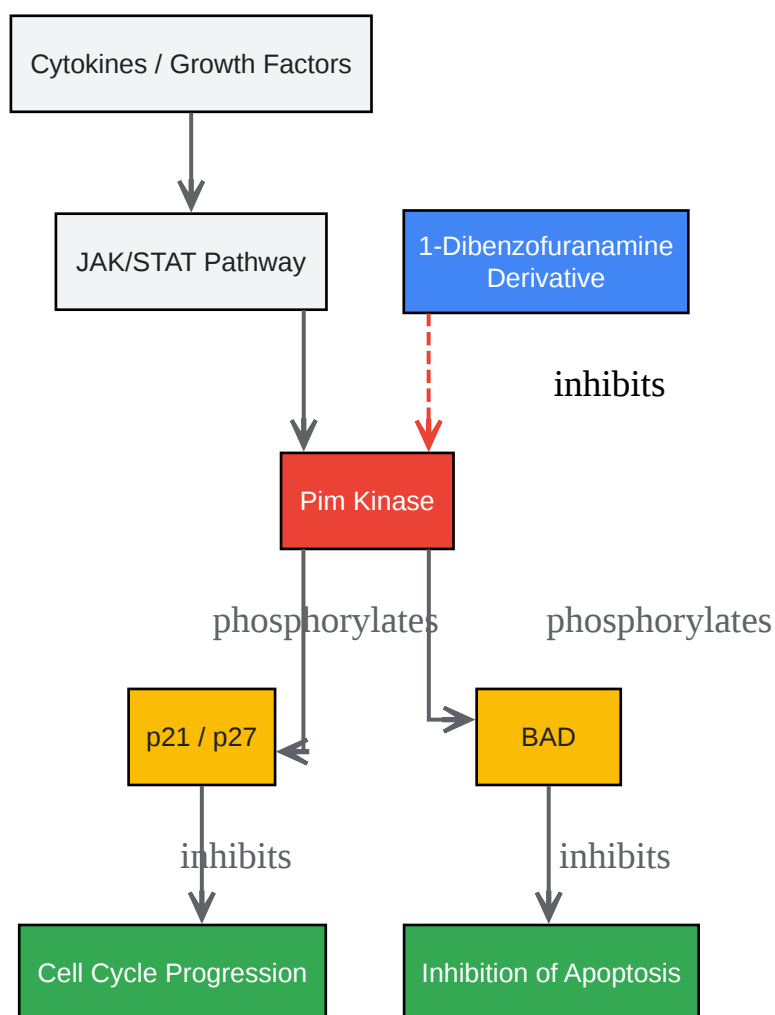 Cytokines / Growth Factors
JAK/STAT Pathway
1-Dibenzofuranamine
Derivative
inhibits
Pim Kinase
phosphorylates
phosphorylates
p21 / p27
BAD
inhibits
inhibits
Cell Cycle Progression
Inhibition of Apoptosis